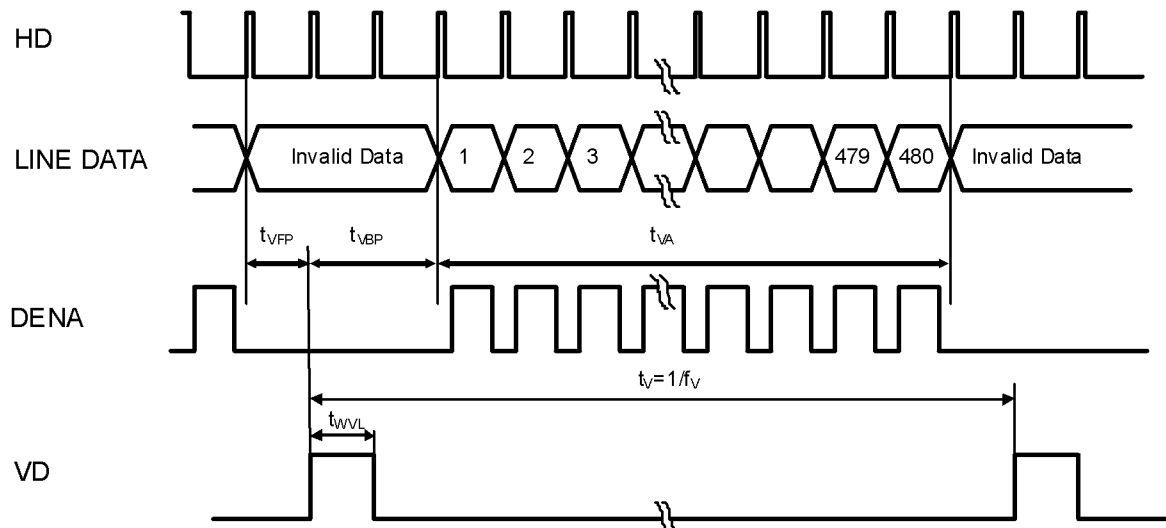 HD
LINE DATA
Invalid Data 1 2 3 479 480 Invalid Data
tVFP tVBP tVA
DENA
tV=1/fV
tWVL
VD